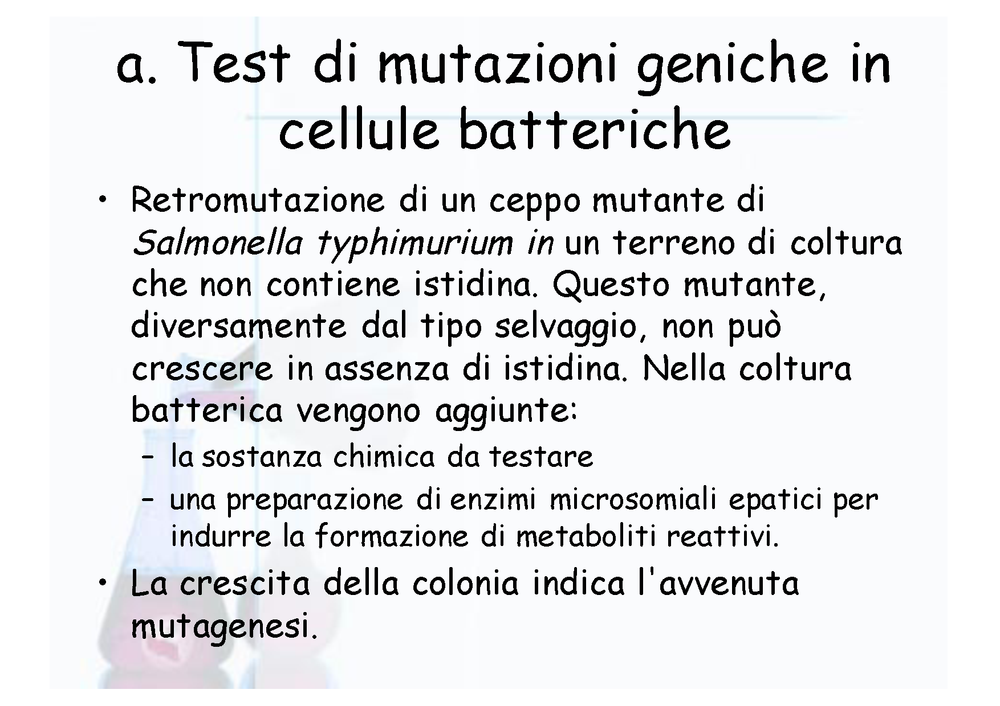 a. Test di mutazioni geniche in
cellule batteriche
• Retromutazione di un ceppo mutante di
Salmonella typhimurium in un terreno di coltura
che non contiene istidina. Questo mutante,
diversamente dal tipo selvaggio, non può
crescere in assenza di istidina. Nella coltura
batterica vengono aggiunte:
– la sostanza chimica da testare
– una preparazione di enzimi microsomiali epatici per
indurre la formazione di metaboliti reattivi.
• La crescita della colonia indica l'avvenuta
mutagenesi.